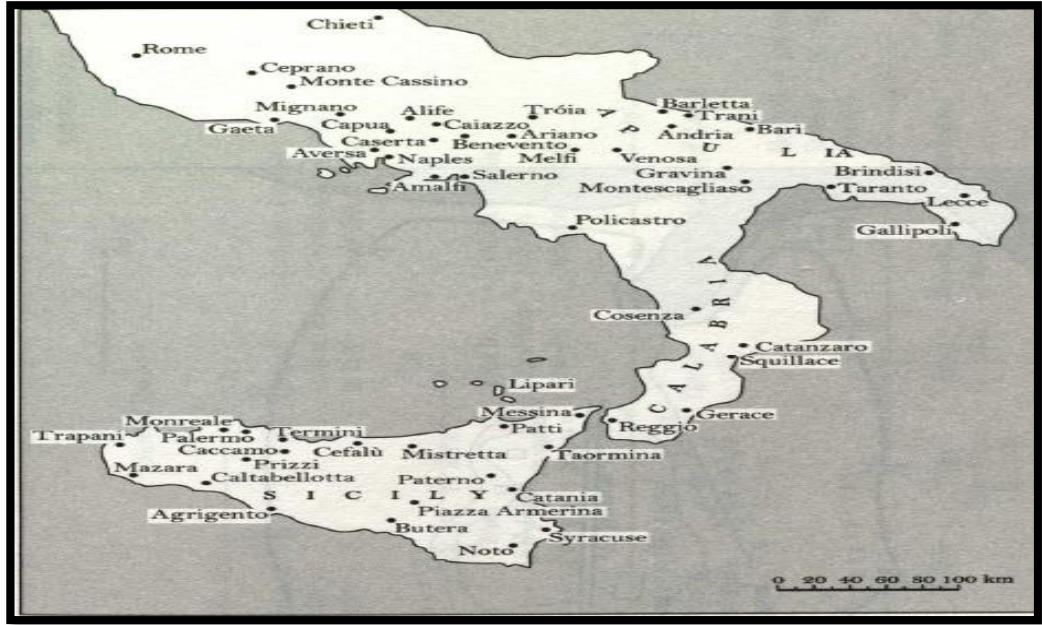 Chieti
Rome
Ceprano
Monte Cassino
Mignano
Alife
Tróia
Barletta
Trani
Gaeta
Capua
Caiazzo
Ariano
Andria
Bari
Caserta
Benevento
APULIA
Aversa
Naples
Melfi
Venosa
Gravina
Brindisi
Amalfi
Salerno
Montescagliaso
Taranto
Lecce
Policastro
Gallipoli
CALABRIA
Cosenza
Catanzaro
Squillace
Lipari
Messina
Gerace
Monreale
Patti
Reggio
Trapani
Palermo
Termini
Caccamo
Cefalù
Mistretta
Taormina
Prizzi
Mazara
Caltabellotta
Paterno
SICILY
Catania
Agrigento
Piazza Armerina
Butera
Syracuse
Noto
0 20 40 60 80 100 km